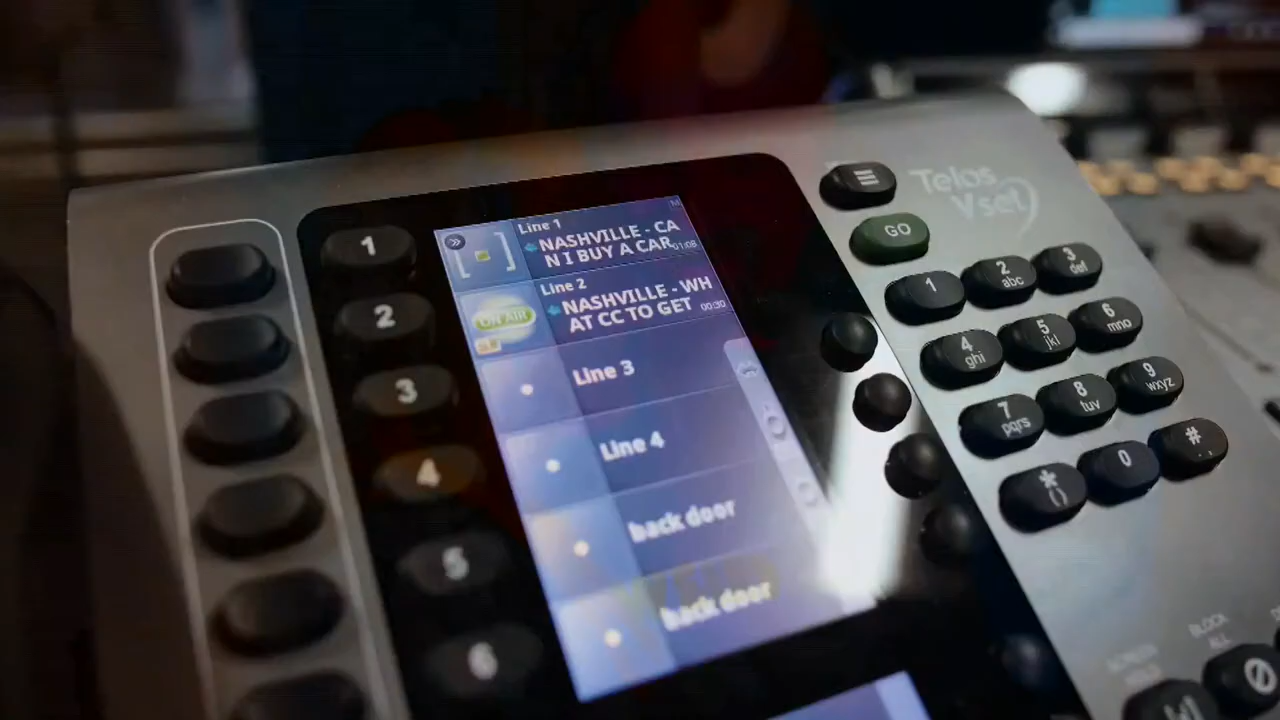 Telos
Vset
M
Line 1
NASHVILLE - CA
N I BUY A CAR 01:08
Line 2
NASHVILLE - WH
AT CC TO GET 00:30
ON AIR
Line 3
Line 4
back door
back door
1
2
3
4
5
6
GO
1
2 abc
3 def
4 ghi
5 jkl
6 mno
7 pqrs
8 tuv
9 wxyz
* ()
0
# .,
BLOCK
ALL